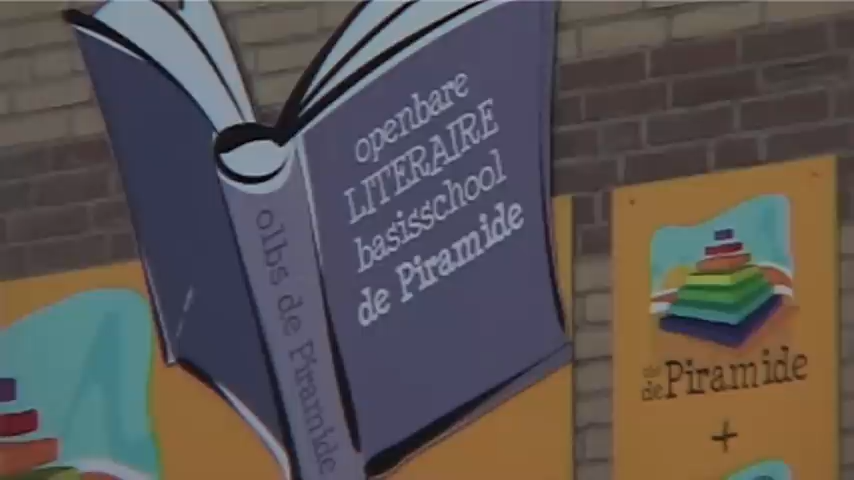 openbare
LITERAIRE
basisschool
de Piramide
olbs de Piramide
de Piramide
+